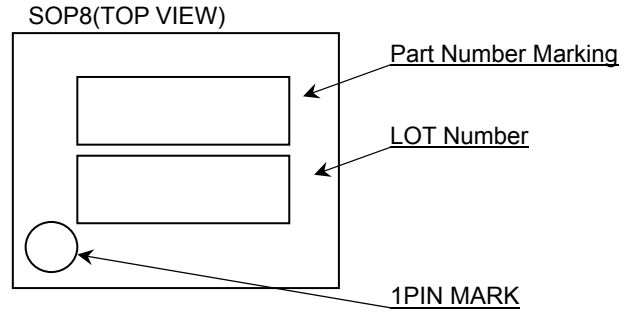 SOP8(TOP VIEW)
Part Number Marking
LOT Number
1PIN MARK